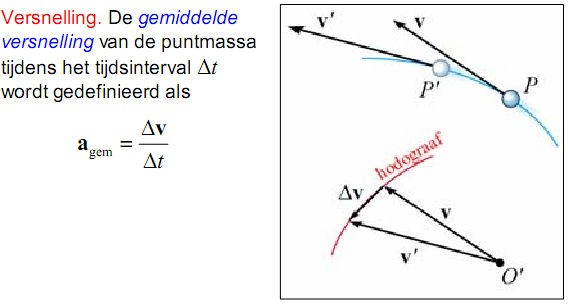 Versnelling. De gemiddelde
versnelling van de puntmassa
tijdens het tijdsinterval Δt
wordt gedefinieerd als
a_gem = Δv / Δt
v'
v
P'
P
hodograaf
Δv
v
v'
O'